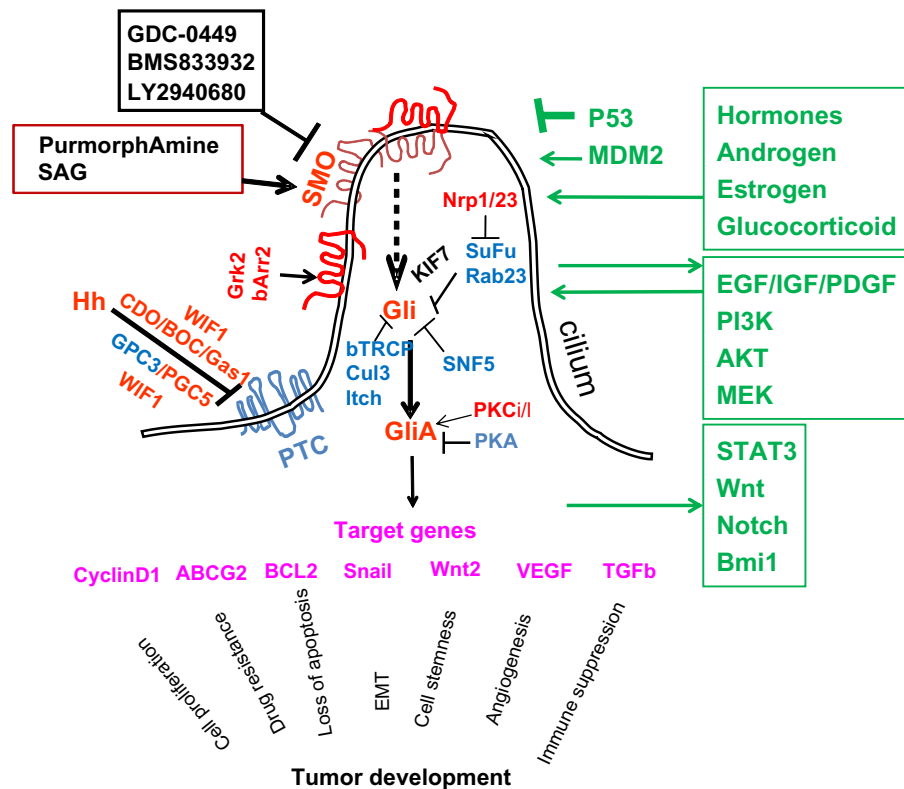 GDC-0449
BMS833932
LY2940680
PurmorphAmine
SAG
SMO
P53
MDM2
Hormones
Androgen
Estrogen
Glucocorticoid
Nrp1/23
SuFu
Rab23
KIF7
Grk2
bArr2
Gli
Hh
WIF1
CDO/BOC/Gas1
GPC3/PGC5
WIF1
PTC
bTRCP
Cul3
Itch
SNF5
cilium
EGF/IGF/PDGF
PI3K
AKT
MEK
GliA
PKCi/l
PKA
STAT3
Wnt
Notch
Bmi1
Target genes
CyclinD1
ABCG2
BCL2
Snail
Wnt2
VEGF
TGFb
Cell proliferation
Drug resistance
Loss of apoptosis
EMT
Cell stemness
Angiogenesis
Immune suppression
Tumor development